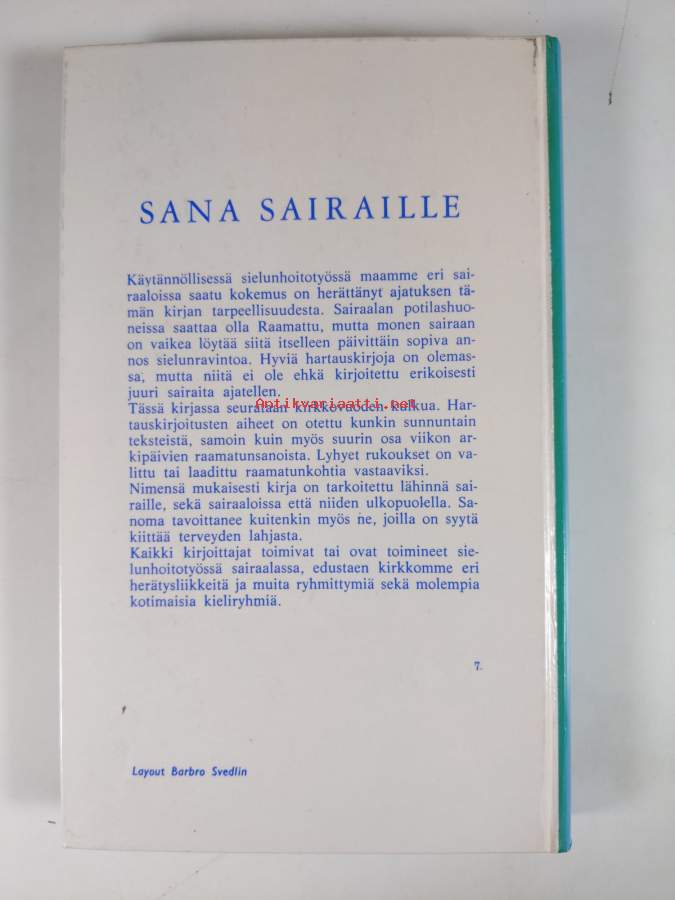 SANA SAIRAILLE
Käytännöllisessä sielunhoitotyössä maamme eri sai-
raaloissa saatu kokemus on herättänyt ajatuksen tä-
män kirjan tarpeellisuudesta. Sairaalan potilashuo-
neissa saattaa olla Raamattu, mutta monen sairaan
on vaikea löytää siitä itselleen päivittäin sopiva an-
nos sielunravintoa. Hyviä hartauskirjoja on olemas-
sa, mutta niitä ei ole ehkä kirjoitettu erikoisesti
juuri sairaita ajatellen.
Antikvariaatti.net
Tässä kirjassa seurataan kirkkovuoden kulkua. Har-
tauskirjoitusten aiheet on otettu kunkin sunnuntain
teksteistä, samoin kuin myös suurin osa viikon ar-
kipäivien raamatunsanoista. Lyhyet rukoukset on va-
littu tai laadittu raamatunkohtia vastaaviksi.
Nimensä mukaisesti kirja on tarkoitettu lähinnä sai-
raille, sekä sairaaloissa että niiden ulkopuolella. Sa-
noma tavoittanee kuitenkin myös ne, joilla on syytä
kiittää terveyden lahjasta.
Kaikki kirjoittajat toimivat tai ovat toimineet sie-
lunhoitotyössä sairaalassa, edustaen kirkkomme eri
herätysliikkeitä ja muita ryhmittymiä sekä molempia
kotimaisia kieliryhmiä.
7.
Layout Barbro Svedlin